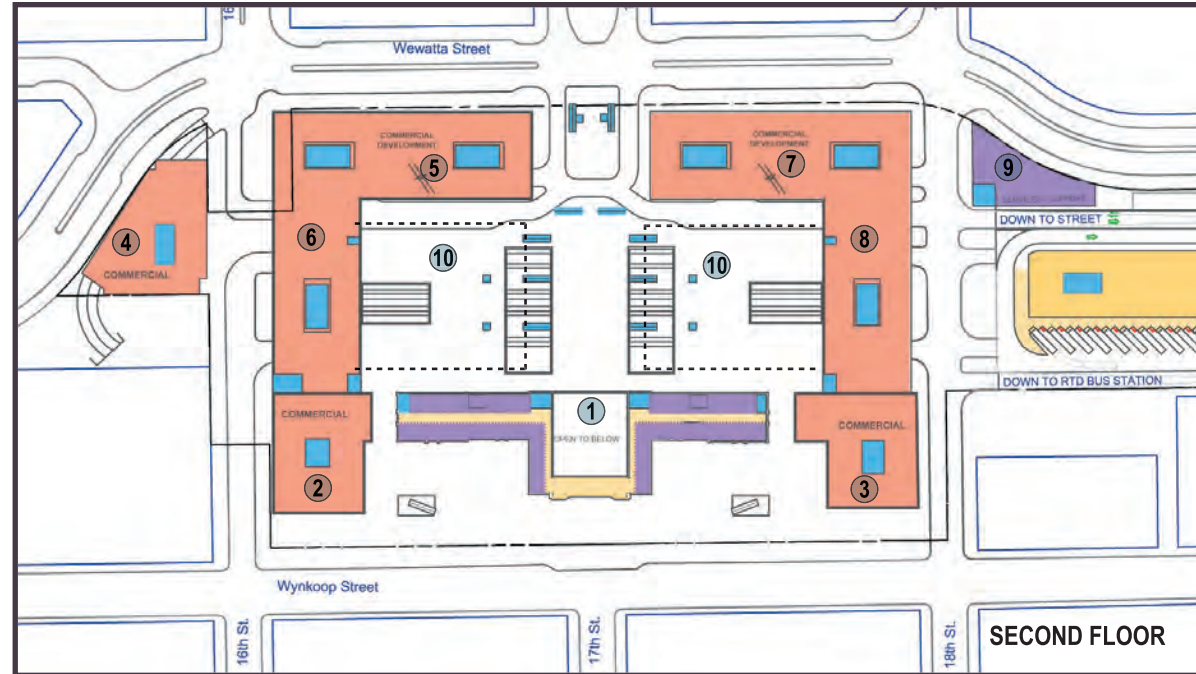 16
Wewatta Street
COMMERCIAL
DEVELOPMENT
5
COMMERCIAL
DEVELOPMENT
7
9
DOWN TO STREET
4
COMMERCIAL
6
8
10
10
DOWN TO RTD BUS STATION
1
COMMERCIAL
OPEN TO BELOW
COMMERCIAL
2
3
Wynkoop Street
16th St.
17th St.
18th St.
SECOND FLOOR